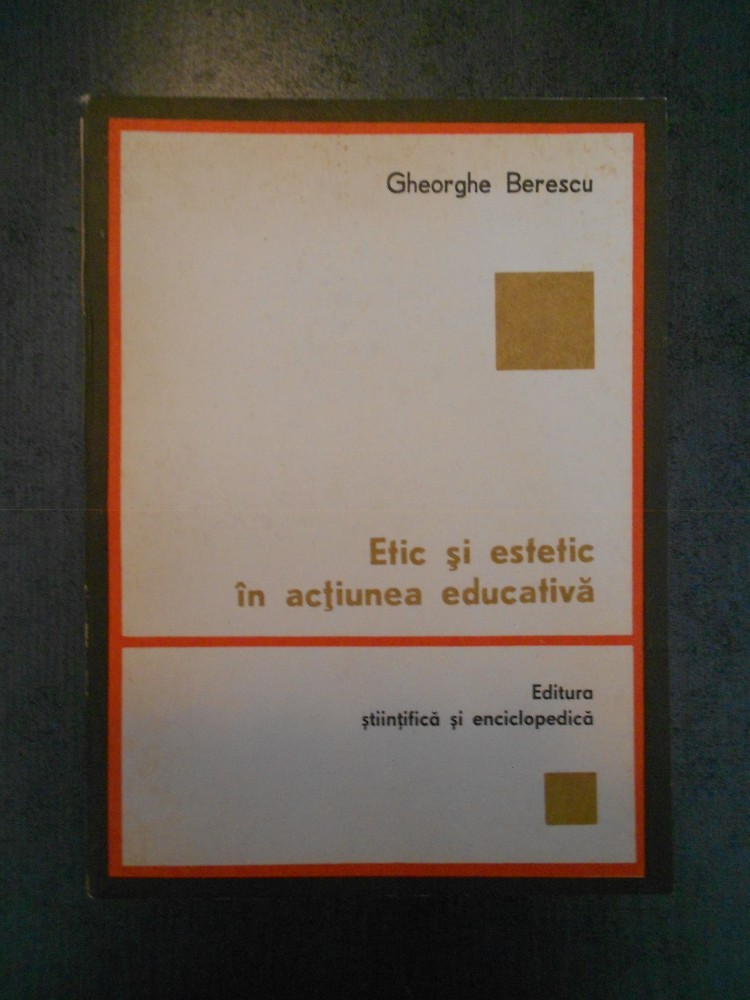 Gheorghe Berescu
Etic şi estetic
în acţiunea educativă
Editura
ştiinţifică şi enciclopedică